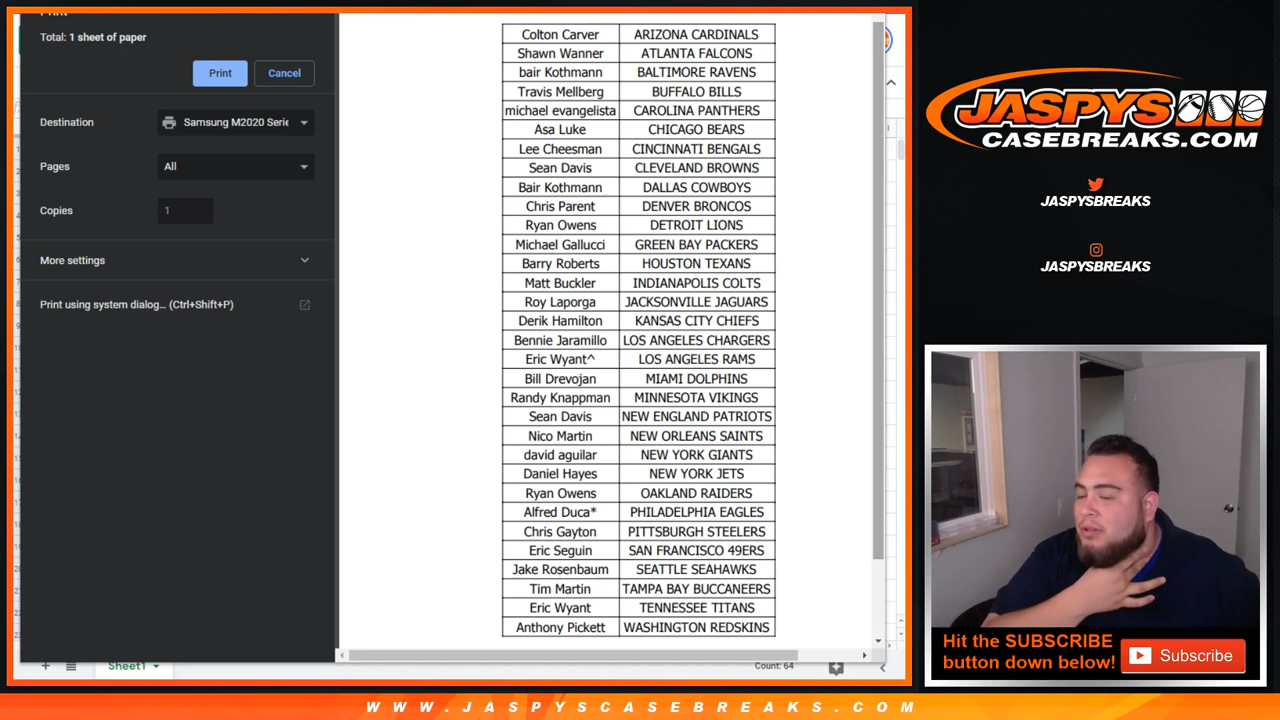 Print
Total: 1 sheet of paper
Print Cancel
Destination Samsung M2020 Serie
Pages All
Copies 1
More settings
Print using system dialog... (Ctrl+Shift+P)
Colton Carver ARIZONA CARDINALS
Shawn Wanner ATLANTA FALCONS
bair Kothmann BALTIMORE RAVENS
Travis Mellberg BUFFALO BILLS
michael evangelista CAROLINA PANTHERS
Asa Luke CHICAGO BEARS
Lee Cheesman CINCINNATI BENGALS
Sean Davis CLEVELAND BROWNS
Bair Kothmann DALLAS COWBOYS
Chris Parent DENVER BRONCOS
Ryan Owens DETROIT LIONS
Michael Gallucci GREEN BAY PACKERS
Barry Roberts HOUSTON TEXANS
Matt Buckler INDIANAPOLIS COLTS
Roy Laporga JACKSONVILLE JAGUARS
Derik Hamilton KANSAS CITY CHIEFS
Bennie Jaramillo LOS ANGELES CHARGERS
Eric Wyant^ LOS ANGELES RAMS
Bill Drevojan MIAMI DOLPHINS
Randy Knappman MINNESOTA VIKINGS
Sean Davis NEW ENGLAND PATRIOTS
Nico Martin NEW ORLEANS SAINTS
david aguilar NEW YORK GIANTS
Daniel Hayes NEW YORK JETS
Ryan Owens OAKLAND RAIDERS
Alfred Duca* PHILADELPHIA EAGLES
Chris Gayton PITTSBURGH STEELERS
Eric Seguin SAN FRANCISCO 49ERS
Jake Rosenbaum SEATTLE SEAHAWKS
Tim Martin TAMPA BAY BUCCANEERS
Eric Wyant TENNESSEE TITANS
Anthony Pickett WASHINGTON REDSKINS
Sheet1
Count: 64
JASPYS
CASEBREAKS.COM
JASPYSBREAKS
JASPYSBREAKS
Hit the SUBSCRIBE
button down below!
Subscribe
WWW.JASPYSCASEBREAKS.COM